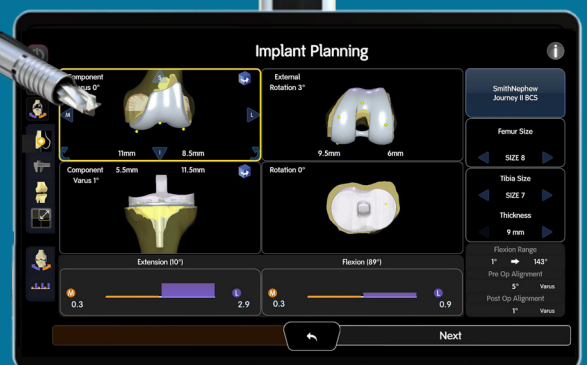 Implant Planning
i
Component
Varus 0°
M
L
I
11mm
8.5mm
External
Rotation 3°
9.5mm
6mm
Component
Varus 1°
5.5mm
11.5mm
Rotation 0°
SmithNephew
Journey II BCS
Femur Size
SIZE 8
Tibia Size
SIZE 7
Thickness
9 mm
Flexion Range
1° 143°
Pre Op Alignment
5° Varus
Post Op Alignment
1° Varus
Extension (10°)
M
0.3
L
2.9
Flexion (89°)
M
0.3
L
0.9
Next